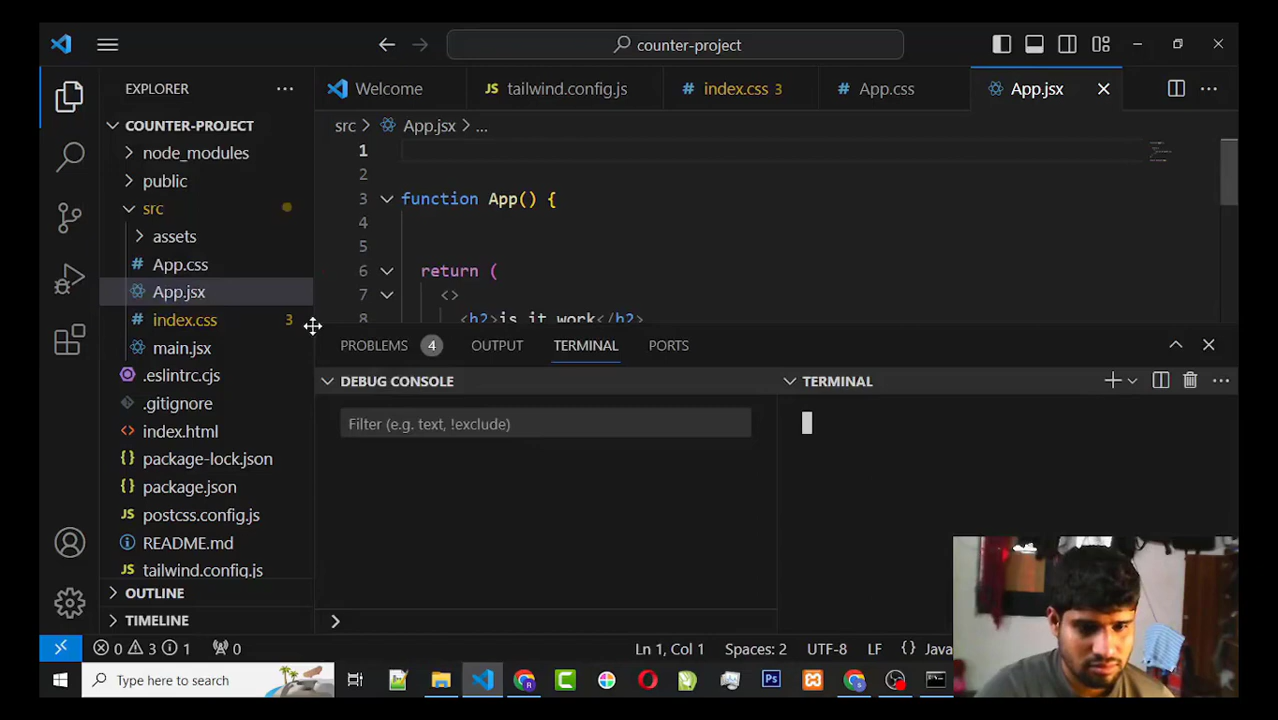 counter-project
EXPLORER
Welcome
JS tailwind.config.js
# index.css 3
# App.css
App.jsx
COUNTER-PROJECT
node_modules
public
src
assets
# App.css
App.jsx
# index.css 3
main.jsx
.eslintrc.cjs
.gitignore
<> index.html
{} package-lock.json
{} package.json
JS postcss.config.js
README.md
JS tailwind.config.js
OUTLINE
TIMELINE
src > App.jsx > ...
1
2
3 function App() {
4
5
6 return (
7 <>
8 <h2>is it work</h2>
PROBLEMS 4 OUTPUT TERMINAL PORTS
DEBUG CONSOLE
Filter (e.g. text, !exclude)
TERMINAL
0 3 1 0
Ln 1, Col 1 Spaces: 2 UTF-8 LF {} Java
Type here to search
Ps